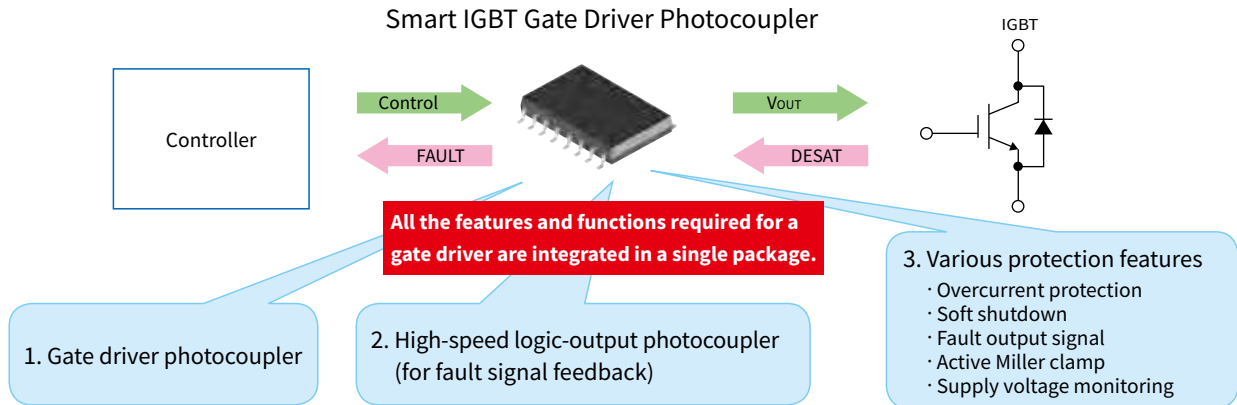 Smart IGBT Gate Driver Photocoupler
IGBT
Controller
Control
FAULT
VOUT
DESAT
All the features and functions required for a
gate driver are integrated in a single package.
1. Gate driver photocoupler
2. High-speed logic-output photocoupler
(for fault signal feedback)
3. Various protection features
· Overcurrent protection
· Soft shutdown
· Fault output signal
· Active Miller clamp
· Supply voltage monitoring